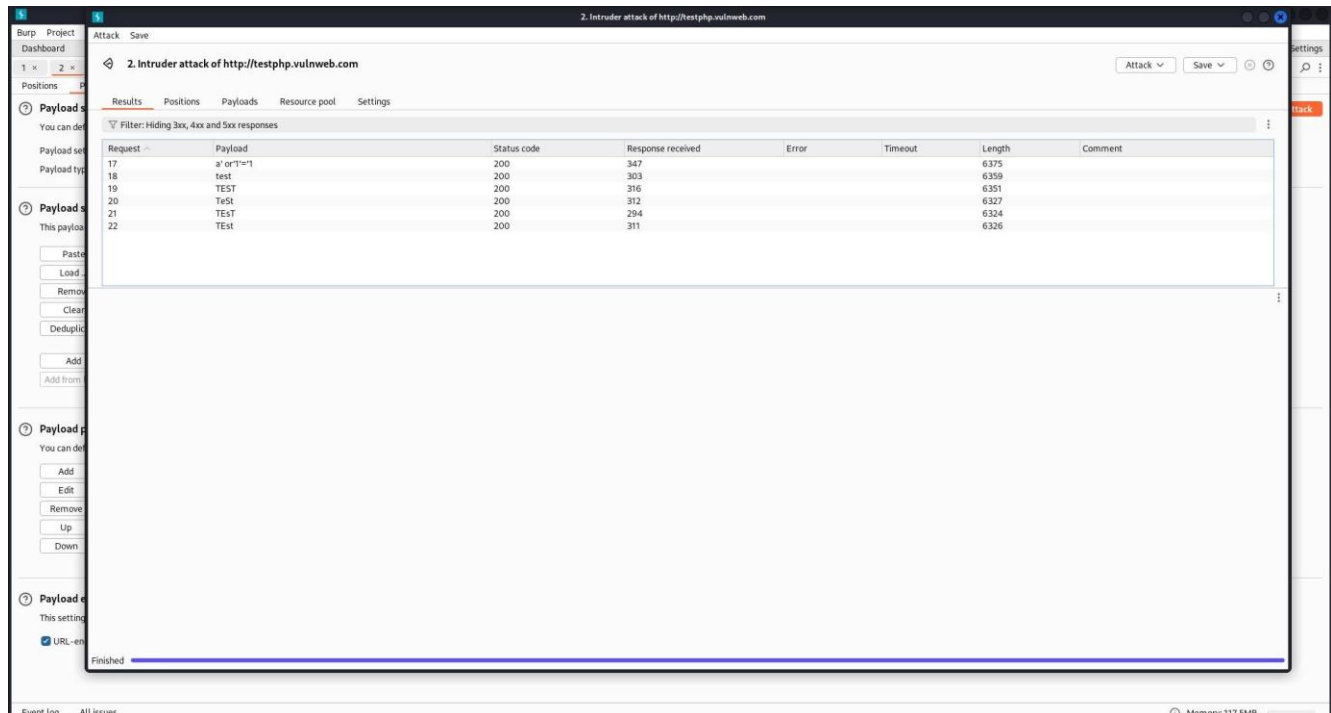 2. Intruder attack of http://testphp.vulnweb.com
Burp Project
Attack Save
Dashboard
Settings
1 × 2 ×
2. Intruder attack of http://testphp.vulnweb.com
Attack
Save
Positions P
Results Positions Payloads Resource pool Settings
Payload s
ttack
You can def
Filter: Hiding 3xx, 4xx and 5xx responses
Payload set
Payload typ
Request Payload Status code Response received Error Timeout Length Comment
17 a' or'1'='1 200 347 6375
18 test 200 303 6359
19 TEST 200 316 6351
20 TeSt 200 312 6327
21 TEsT 200 294 6324
22 TEst 200 311 6326
Payload s
This payloa
Paste
Load ..
Remov
Clear
Deduplic
Add
Add from
Payload p
You can def
Add
Edit
Remove
Up
Down
Payload e
This setting
URL-en
Finished
Event log All issues
Memory: 117.5MB